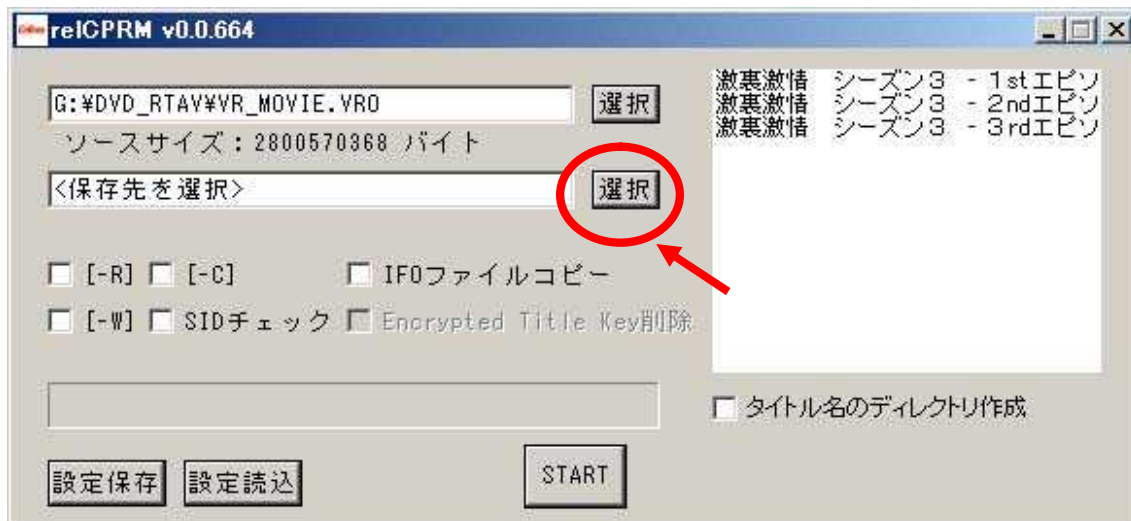 relCPRM v0.0.664
G:¥DVD_RTAV¥VR_MOVIE.VRO
選択
ソースサイズ：2800570368 バイト
<保存先を選択>
選択
[-R]
[-C]
IFOファイルコピー
[-W]
SIDチェック
Encrypted Title Key削除
設定保存
設定読込
START
激裏激情 シーズン3 - 1stエピソ
激裏激情 シーズン3 - 2ndエピソ
激裏激情 シーズン3 - 3rdエピソ
タイトル名のディレクトリ作成